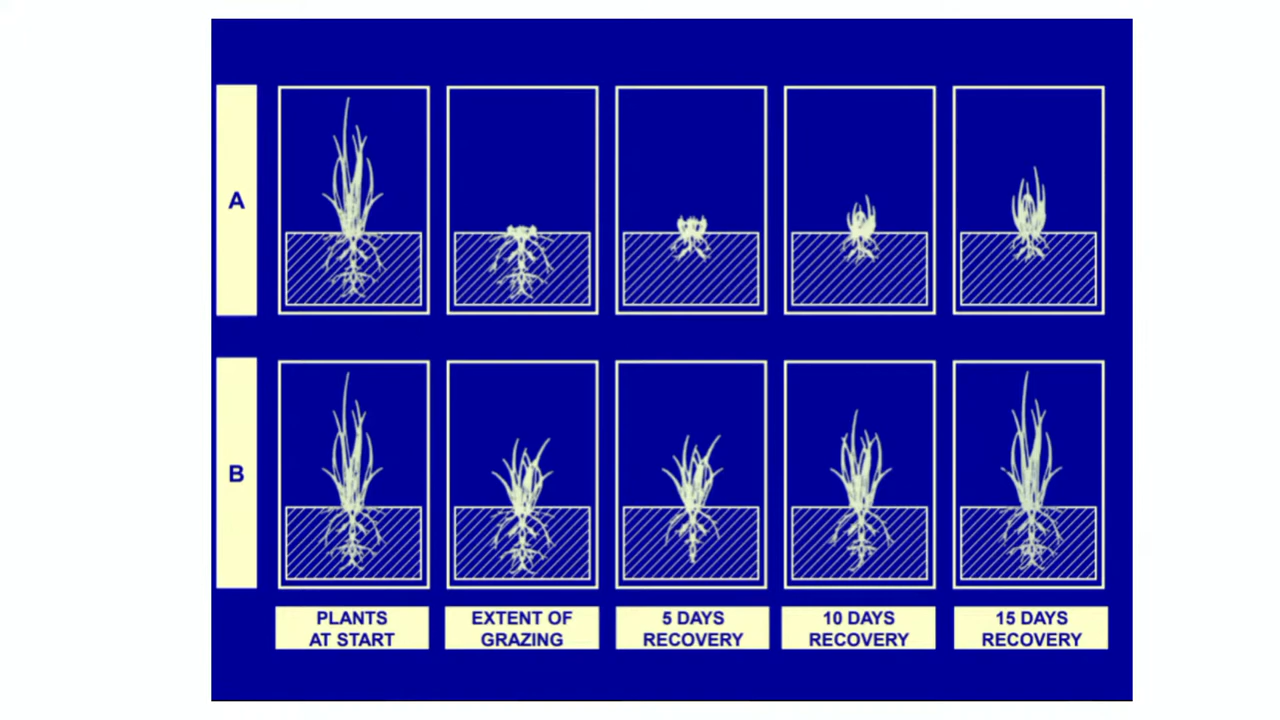 A
B
PLANTS
AT START
EXTENT OF
GRAZING
5 DAYS
RECOVERY
10 DAYS
RECOVERY
15 DAYS
RECOVERY